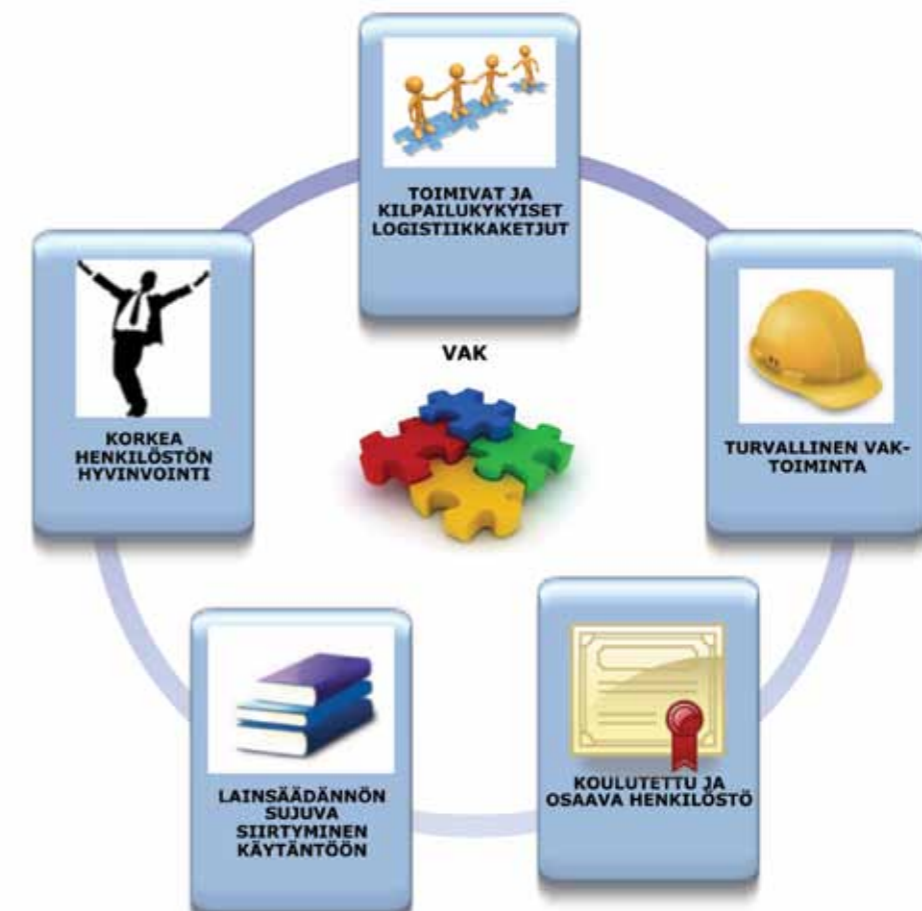 TOIMIVAT JA
KILPAILUKYKYISET
LOGISTIIKKAKETJUT
VAK
KORKEA
HENKILÖSTÖN
HYVINVOINTI
TURVALLINEN VAK-
TOIMINTA
LAINSÄÄDÄNNÖN
SUJUVA
SIIRTYMINEN
KÄYTÄNTÖÖN
KOULUTETTU JA
OSAAVA HENKILÖSTÖ